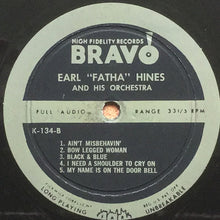 HIGH FIDELITY RECORDS
BRAVO
EARL "FATHA" HINES
AND HIS ORCHESTRA
FULL AUDIO RANGE 33⅓ RPM
K-134-B
1. AIN'T MISBEHAVIN'
2. BOW LEGGED WOMAN
3. BLACK & BLUE
4. I NEED A SHOULDER TO CRY ON
5. MY NAME IS ON THE DOOR BELL
LONG PLAYING
UNBREAKABLE